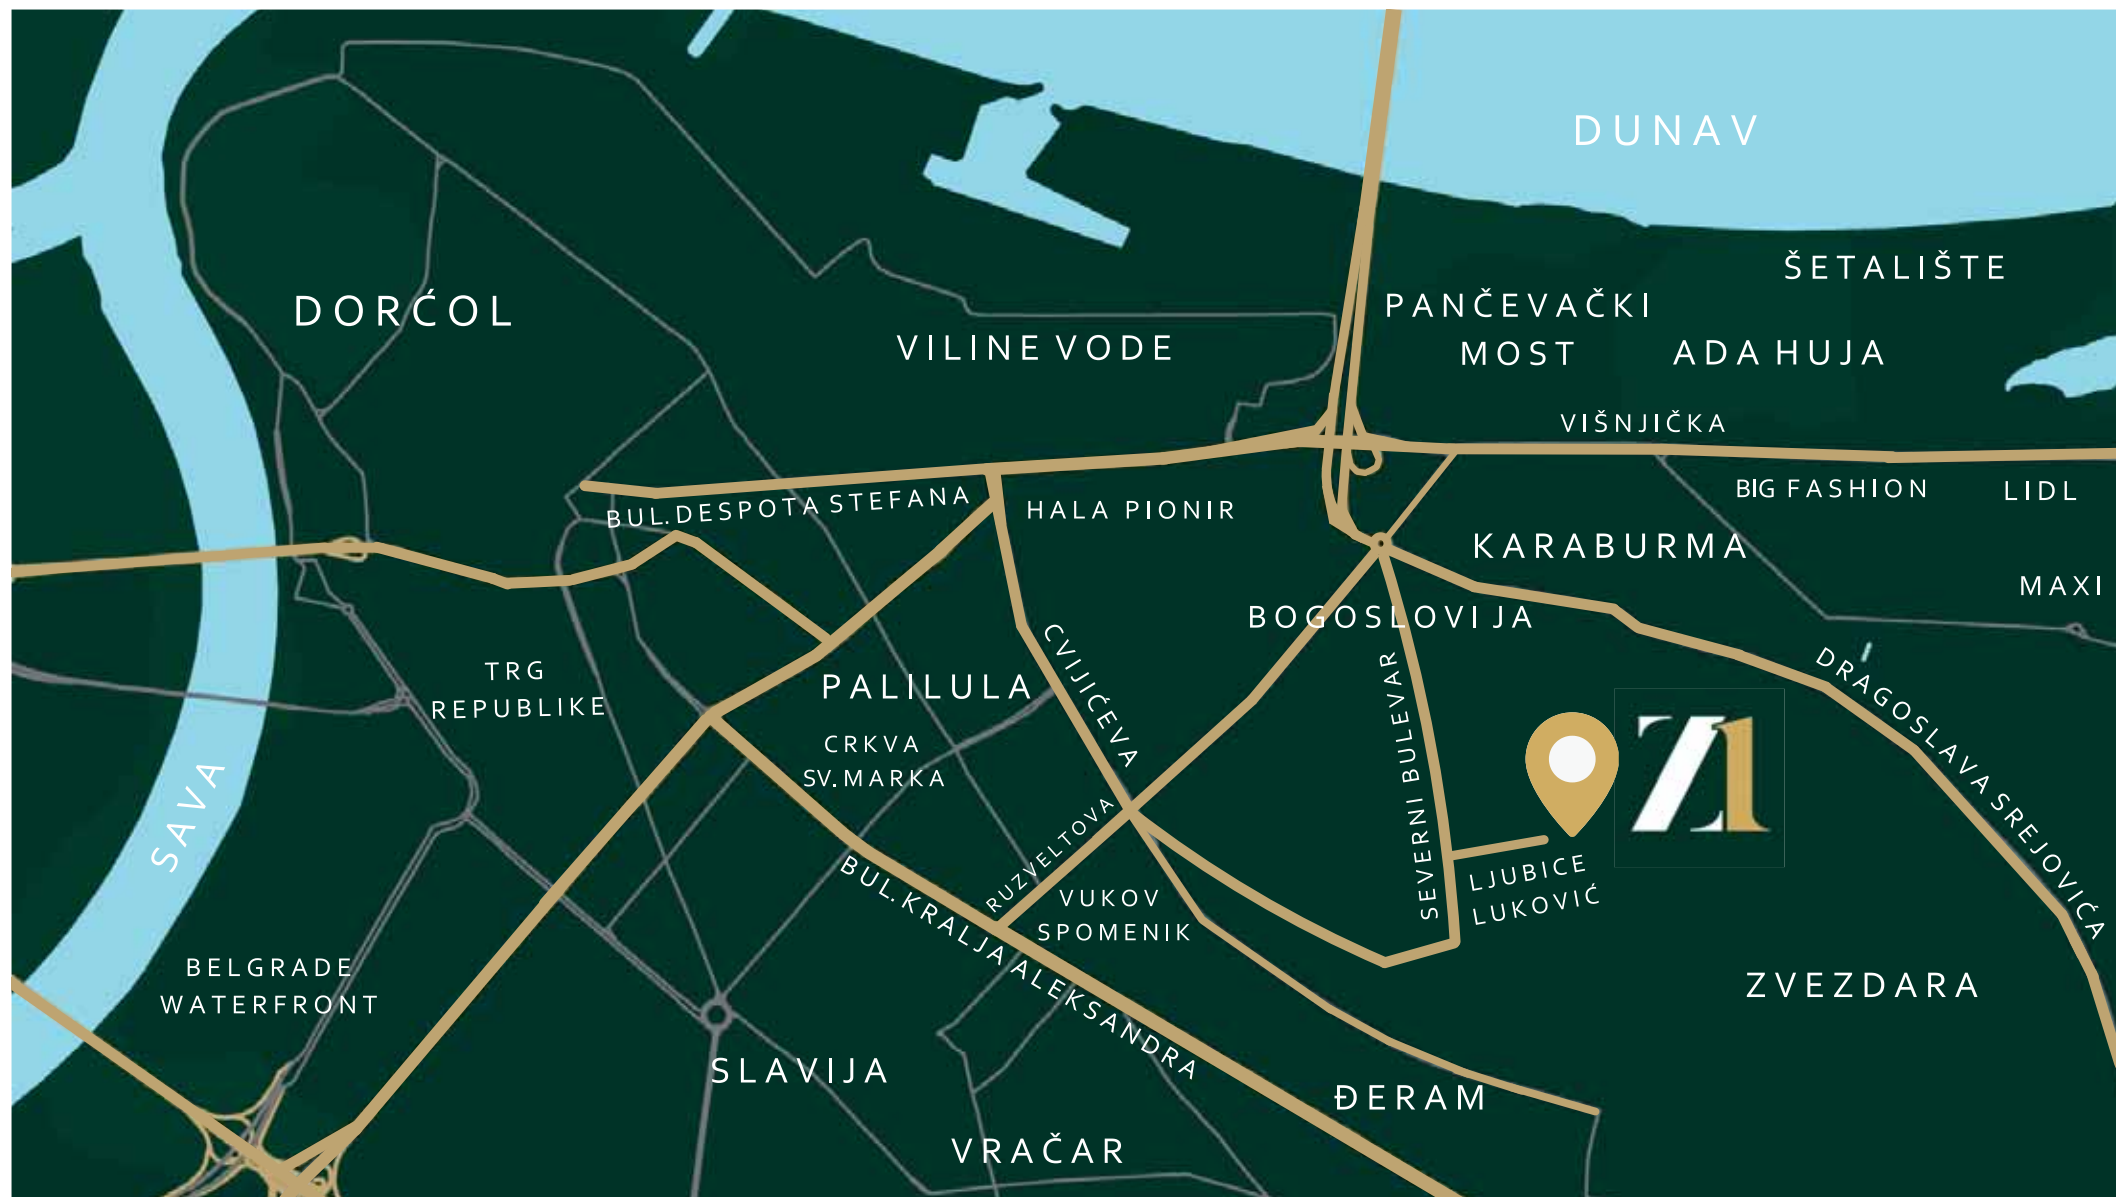 DUNAV
ŠETALIŠTE
DORĆOL
PANČEVAČKI
MOST
VILINE VODE
ADA HUJA
VIŠNJIČKA
BIG FASHION
LIDL
BUL. DESPOTA STEFANA
HALA PIONIR
KARABURMA
MAXI
BOGOSLOVIJA
TRG
REPUBLIKE
PALILULA
CVIJIĆEVA
SEVERNI BULEVAR
DRAGOSLAVA SREJOVIĆA
CRKVA
SV. MARKA
Z1
SAVA
RUZVELTOVA
BUL. KRALJA ALEKSANDRA
VUKOV
SPOMENIK
LJUBICE
LUKOVIĆ
BELGRADE
WATERFRONT
ZVEZDARA
SLAVIJA
ĐERAM
VRAČAR